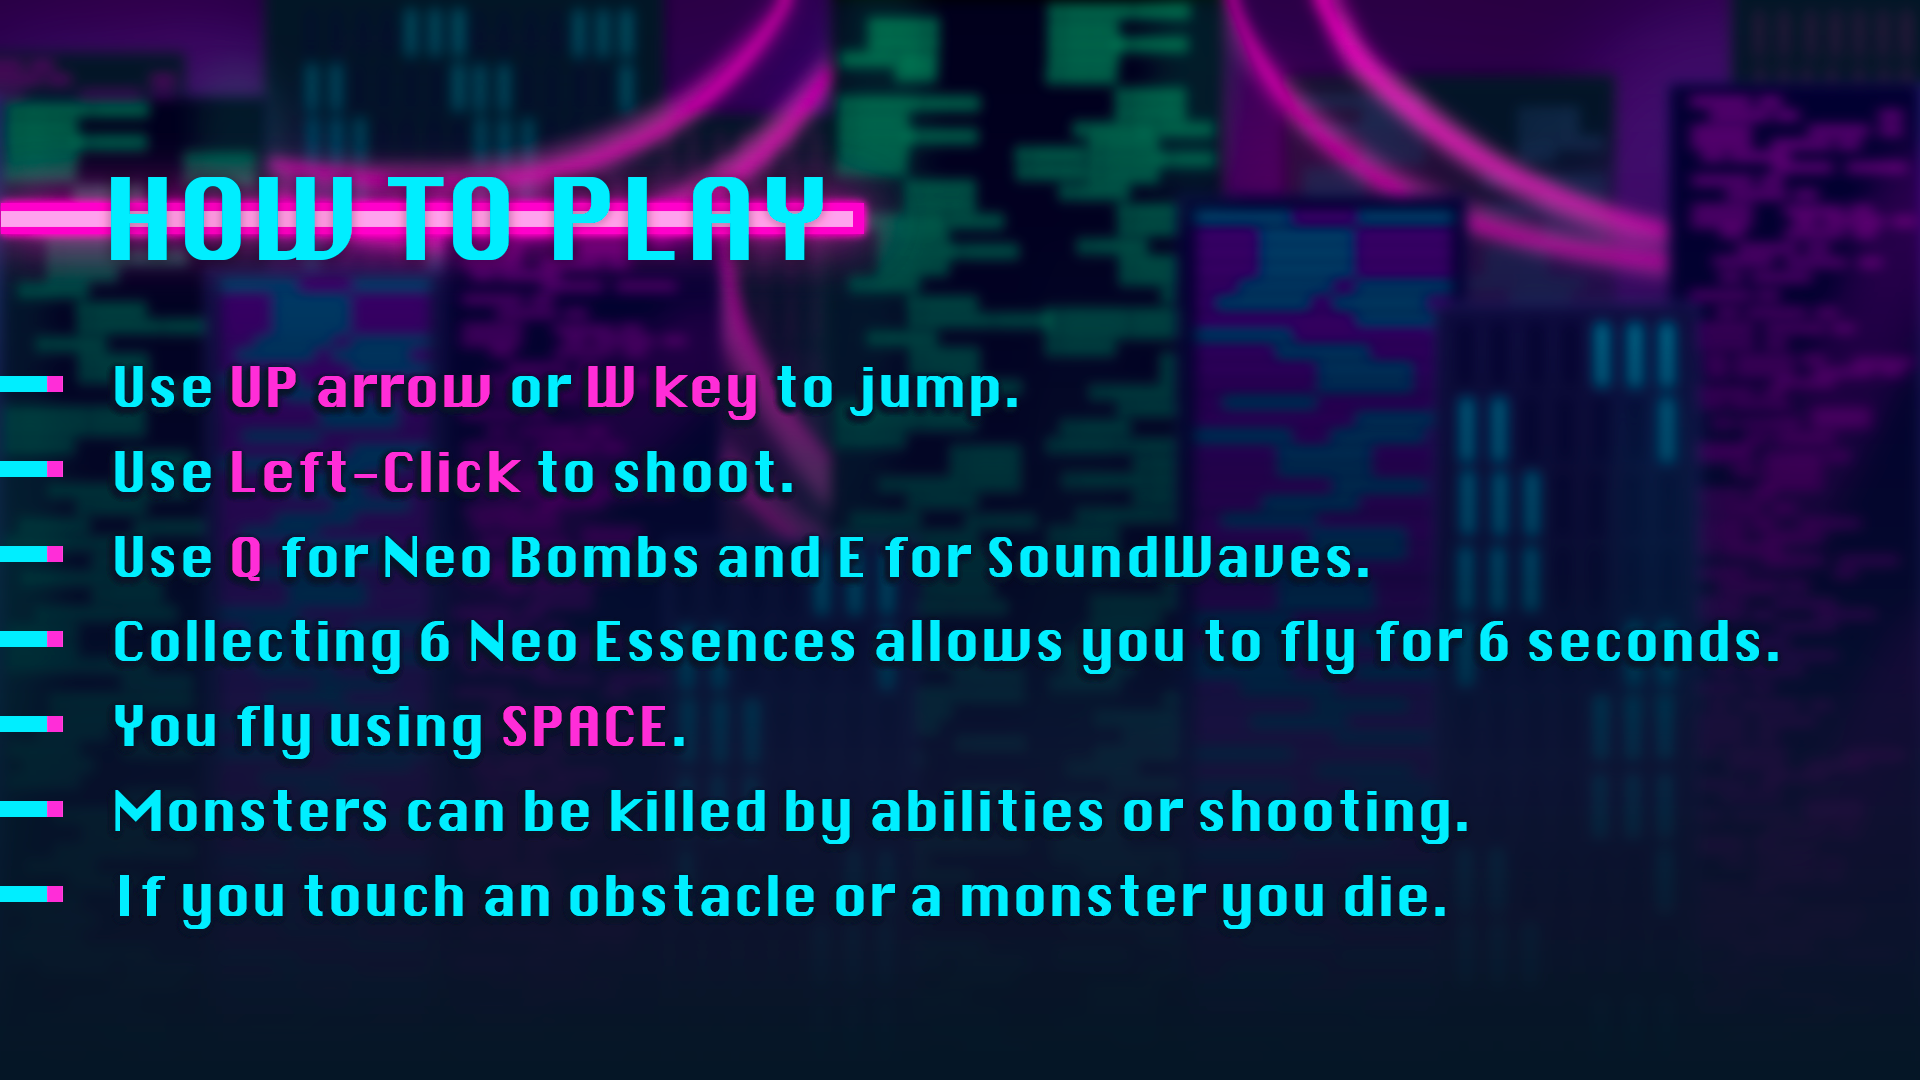 HOW TO PLAY
Use UP arrow or W key to jump.
Use Left-Click to shoot.
Use Q for Neo Bombs and E for SoundWaves.
Collecting 6 Neo Essences allows you to fly for 6 seconds.
You fly using SPACE.
Monsters can be killed by abilities or shooting.
If you touch an obstacle or a monster you die.